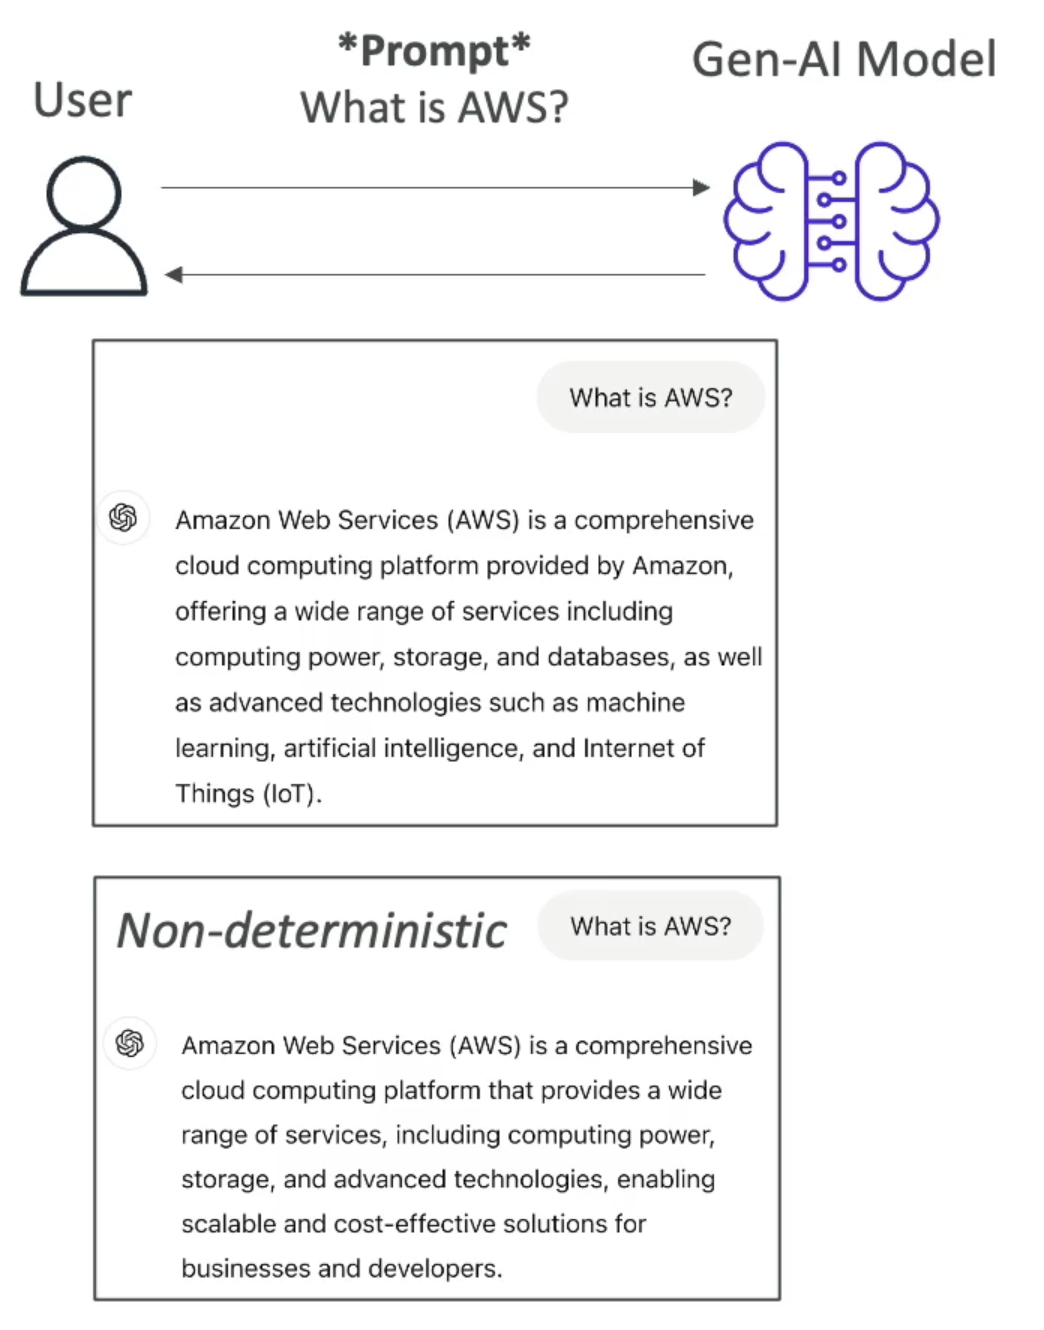 *Prompt*
Gen-AI Model
User
What is AWS?
What is AWS?
Amazon Web Services (AWS) is a comprehensive
cloud computing platform provided by Amazon,
offering a wide range of services including
computing power, storage, and databases, as well
as advanced technologies such as machine
learning, artificial intelligence, and Internet of
Things (IoT).
Non-deterministic
What is AWS?
Amazon Web Services (AWS) is a comprehensive
cloud computing platform that provides a wide
range of services, including computing power,
storage, and advanced technologies, enabling
scalable and cost-effective solutions for
businesses and developers.